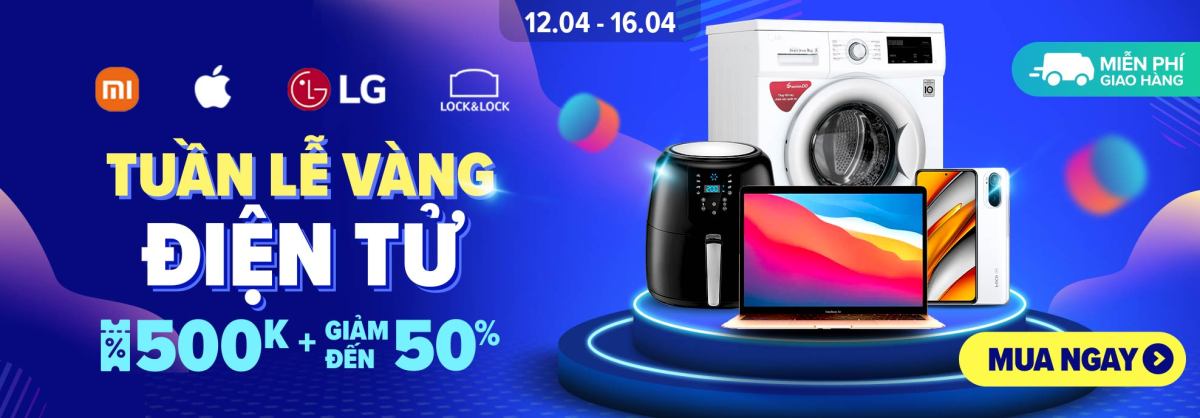 12.04 - 16.04
MIỄN PHÍ
GIAO HÀNG
LG
LOCK&LOCK
TUẦN LỄ VÀNG
ĐIỆN TỬ
% 500K + GIẢM ĐẾN 50%
200
MUA NGAY